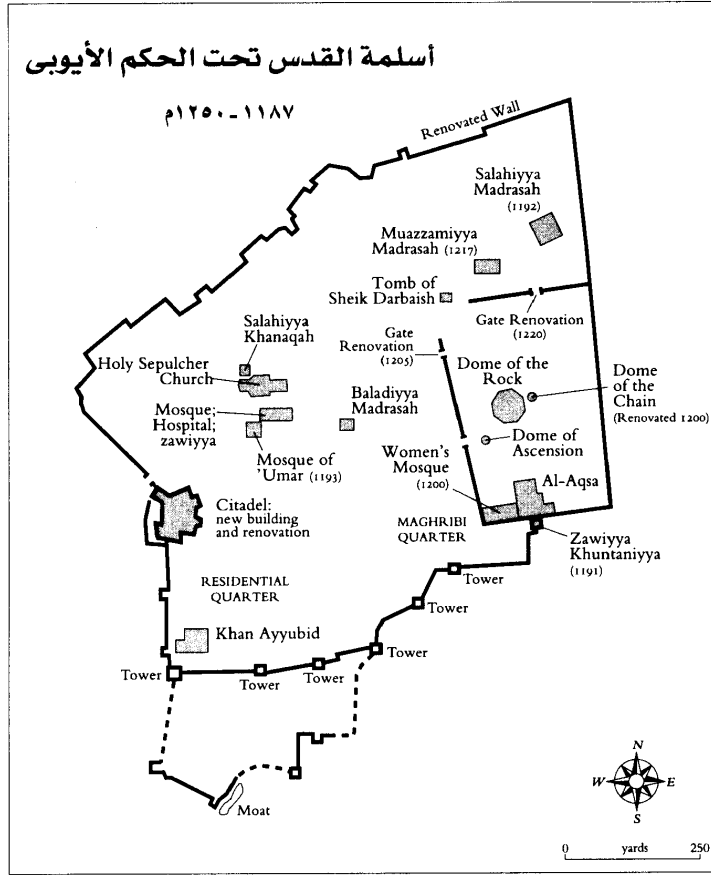 أسلمة القدس تحت الحكم الأيوبى
١١٨٧-١٢٥٠م
Renovated Wall
Salahiyya
Madrasah
(1192)
Muazzamiyya
Madrasah (1217)
Tomb of
Sheik Darbaish
Gate Renovation
(1220)
Salahiyya
Khanaqah
Gate
Renovation
(1205)
Holy Sepulcher
Church
Dome of the
Rock
Dome
of the
Chain
(Renovated 1200)
Baladiyya
Madrasah
Mosque;
Hospital;
zawiyya
Dome of
Ascension
Mosque of
'Umar (1193)
Women's
Mosque
(1200)
Al-Aqsa
Citadel:
new building
and renovation
MAGHRIBI
QUARTER
Zawiyya
Khuntaniyya
(1191)
RESIDENTIAL
QUARTER
Tower
Tower
Khan Ayyubid
Tower
Tower
Tower
Tower
Moat
N
W E
S
0 yards 250